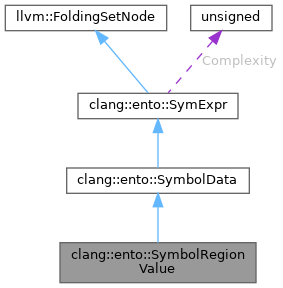 llvm::FoldingSetNode
unsigned
Complexity
clang::ento::SymExpr
clang::ento::SymbolData
clang::ento::SymbolRegion
Value